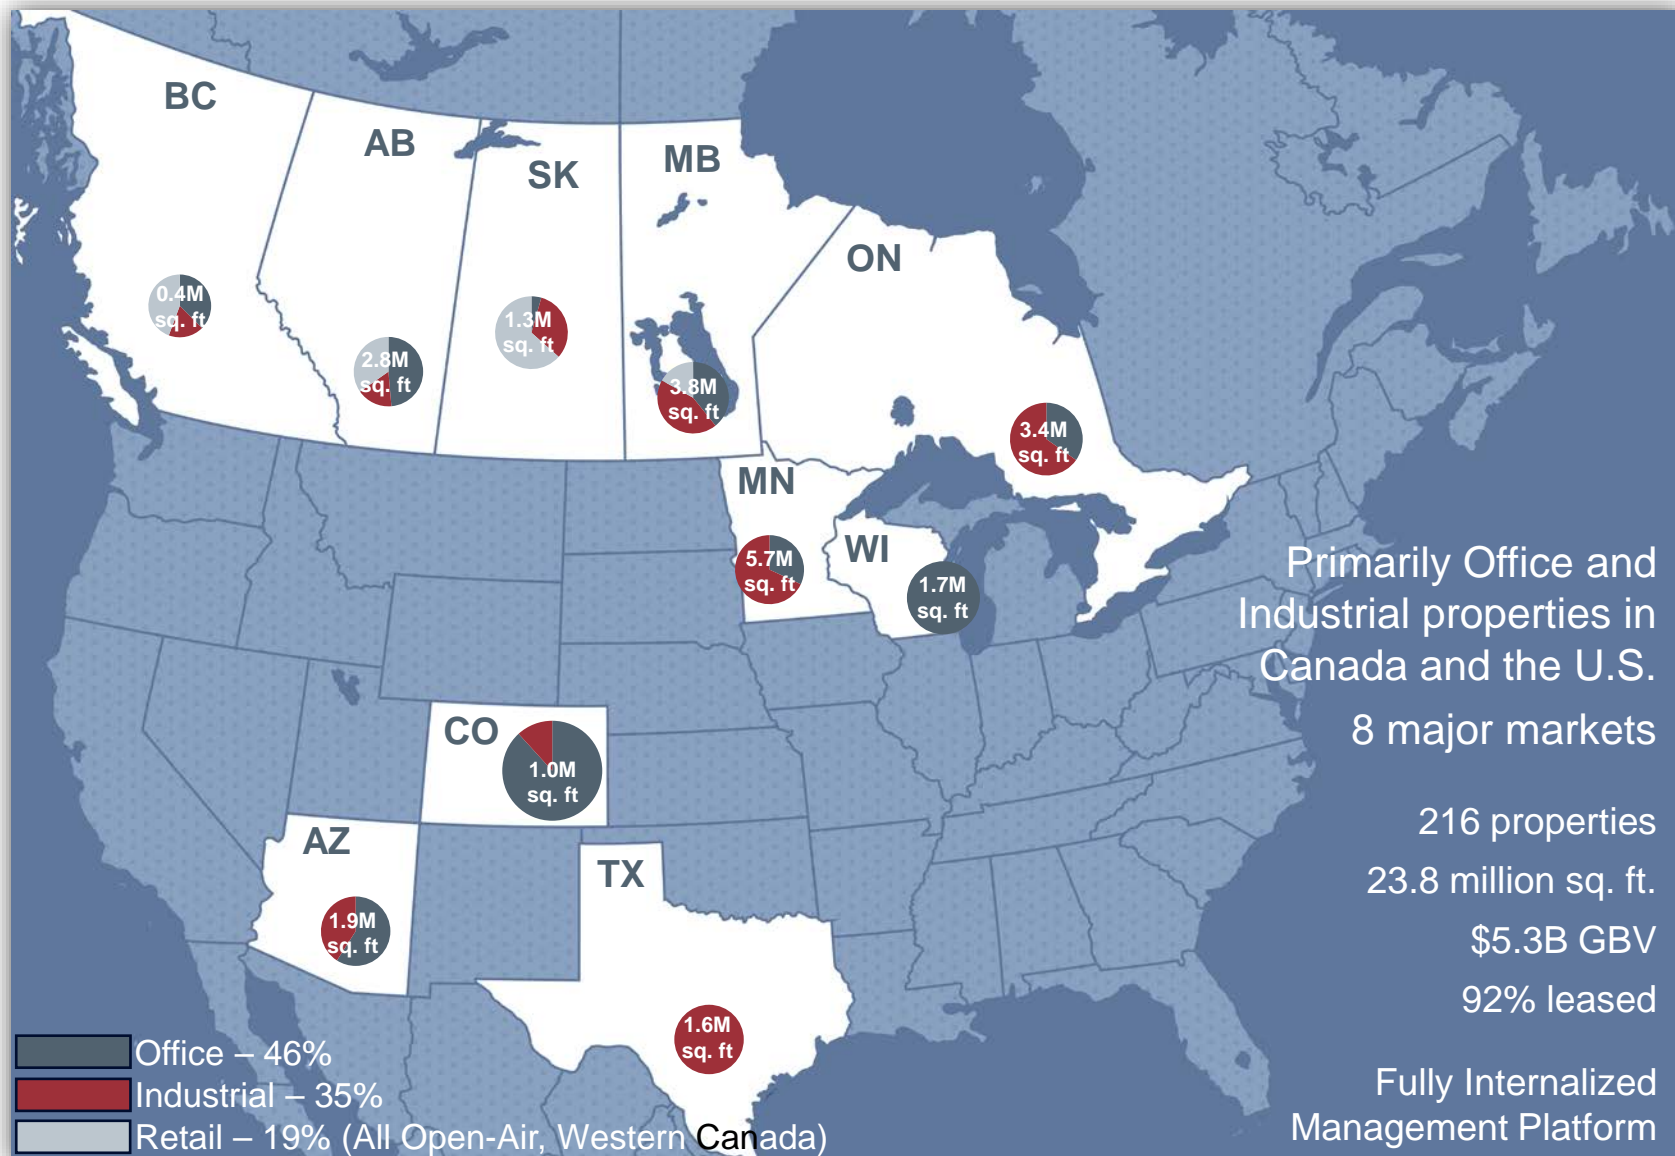 BC
AB
SK
MB
ON
0.4M
sq. ft
2.8M
sq. ft
1.3M
sq. ft
3.8M
sq. ft
3.4M
sq. ft
MN
5.7M
sq. ft
WI
1.7M
sq. ft
CO
1.0M
sq. ft
AZ
1.9M
sq. ft
TX
1.6M
sq. ft
Primarily Office and
Industrial properties in
Canada and the U.S.
8 major markets
216 properties
23.8 million sq. ft.
$5.3B GBV
92% leased
Fully Internalized
Management Platform
Office – 46%
Industrial – 35%
Retail – 19% (All Open-Air, Western Canada)